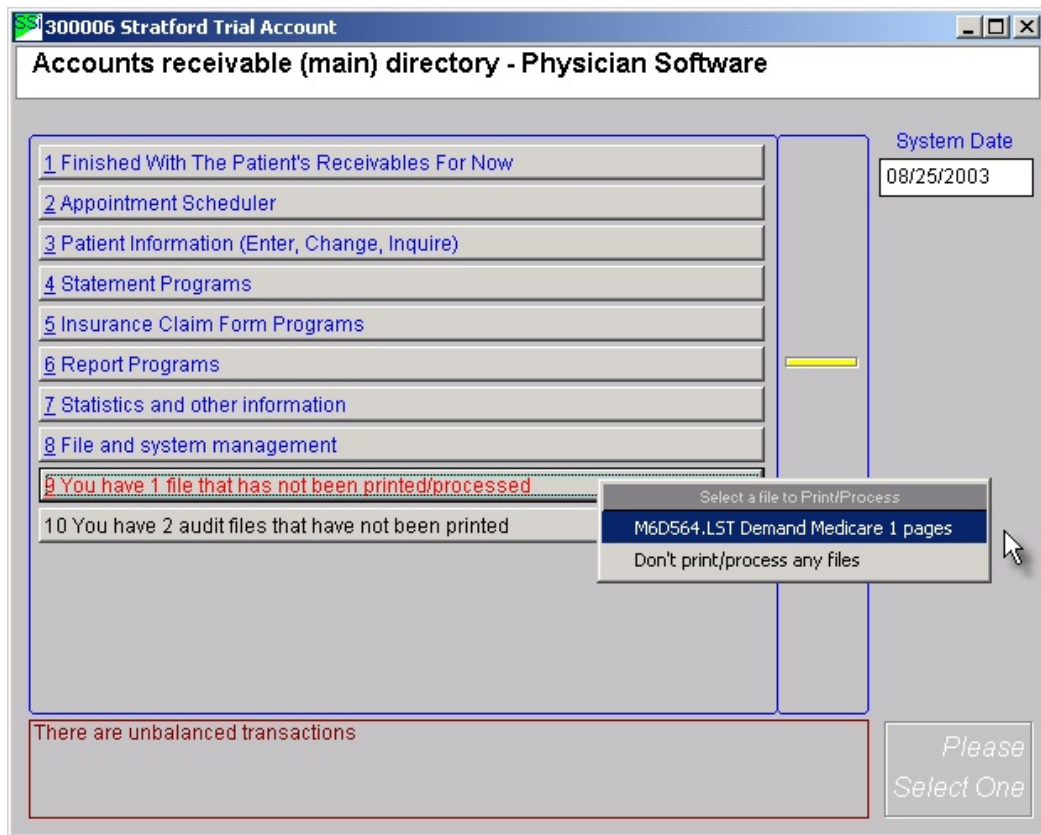 SSi 300006 Stratford Trial Account
Accounts receivable (main) directory - Physician Software
System Date
08/25/2003
1 Finished With The Patient's Receivables For Now
2 Appointment Scheduler
3 Patient Information (Enter, Change, Inquire)
4 Statement Programs
5 Insurance Claim Form Programs
6 Report Programs
7 Statistics and other information
8 File and system management
9 You have 1 file that has not been printed/processed
10 You have 2 audit files that have not been printed
Select a file to Print/Process
M6D564.LST Demand Medicare 1 pages
Don't print/process any files
There are unbalanced transactions
Please
Select One